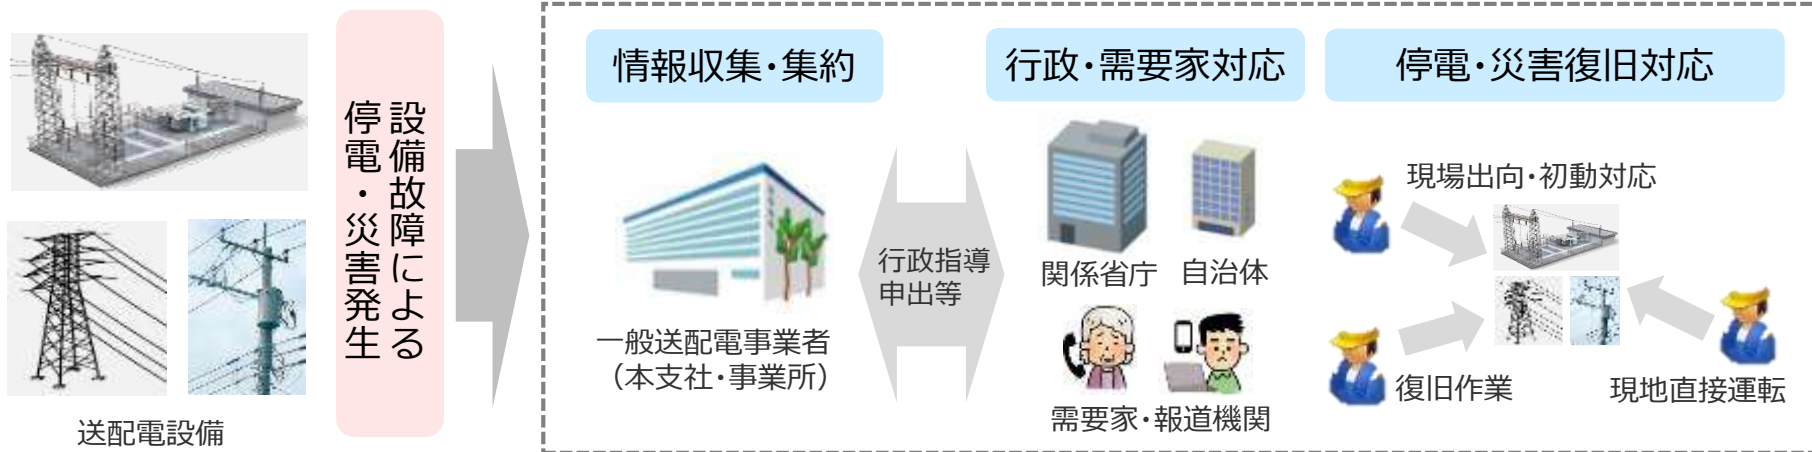 送配電設備
設備故障による
停電・災害発生
情報収集・集約
一般送配電事業者
（本支社・事業所）
行政指導
申出等
行政・需要家対応
関係省庁
自治体
需要家・報道機関
停電・災害復旧対応
現場出向・初動対応
復旧作業
現地直接運転